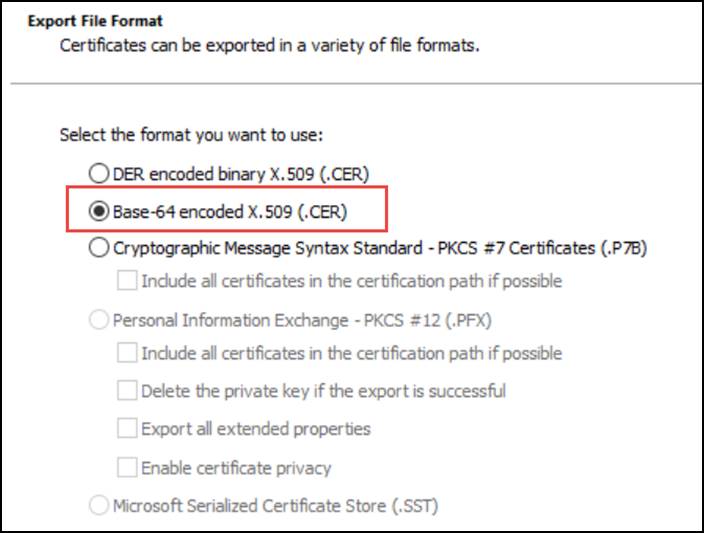 Export File Format
Certificates can be exported in a variety of file formats.
Select the format you want to use:
DER encoded binary X.509 (.CER)
Base-64 encoded X.509 (.CER)
Cryptographic Message Syntax Standard - PKCS #7 Certificates (.P7B)
Include all certificates in the certification path if possible
Personal Information Exchange - PKCS #12 (.PFX)
Include all certificates in the certification path if possible
Delete the private key if the export is successful
Export all extended properties
Enable certificate privacy
Microsoft Serialized Certificate Store (.SST)